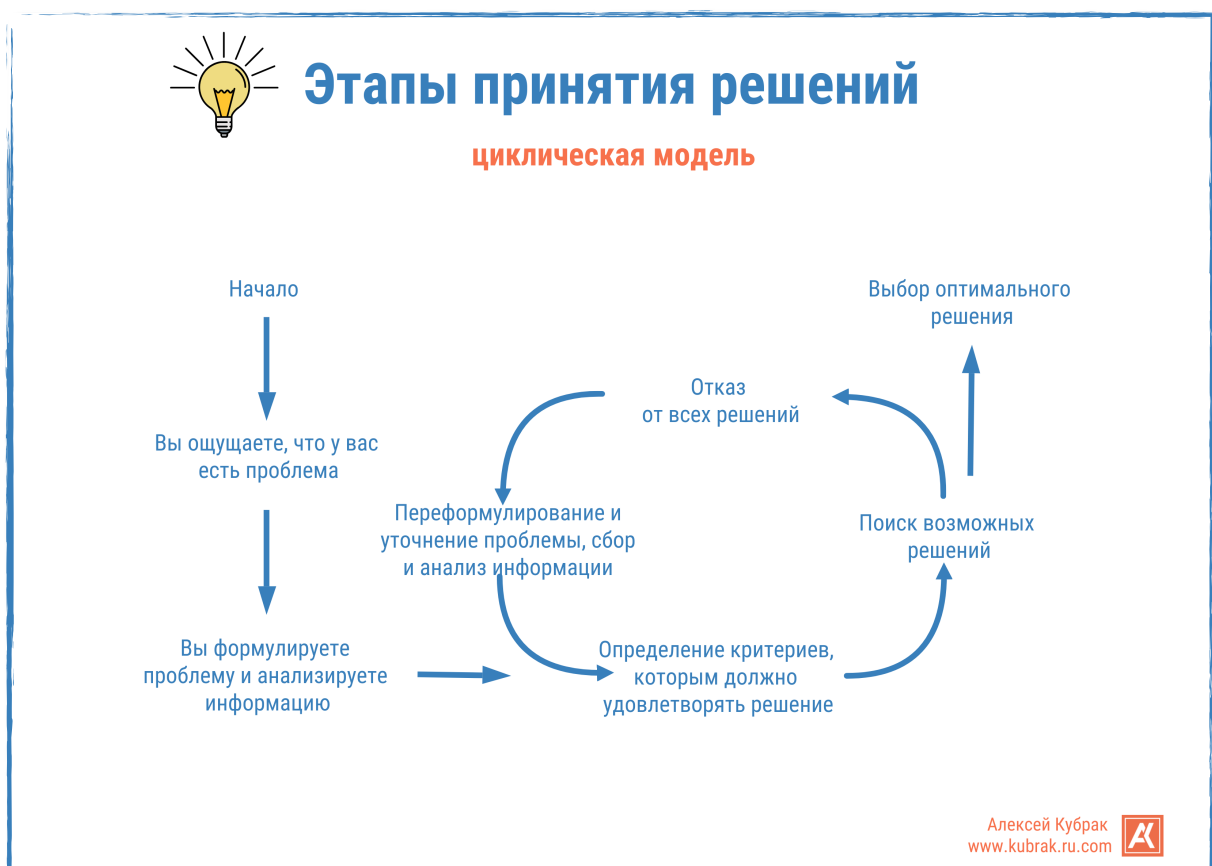 Этапы принятия решений
циклическая модель
Начало
Вы ощущаете, что у вас
есть проблема
Вы формулируете
проблему и анализируете
информацию
Отказ
от всех решений
Переформулирование и
уточнение проблемы, сбор
и анализ информации
Определение критериев,
которым должно
удовлетворять решение
Поиск возможных
решений
Выбор оптимального
решения
Алексей Кубрак
www.kubrak.ru.com
АК